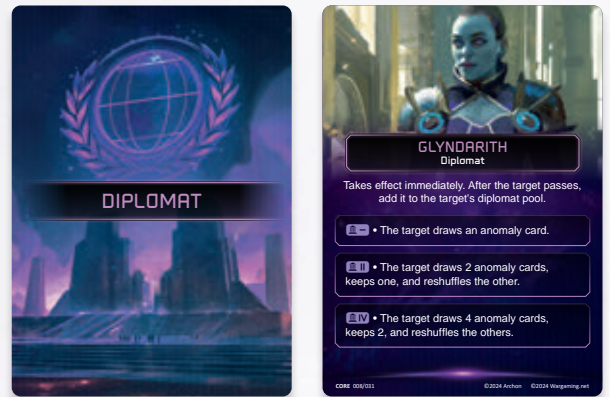 DIPLOMAT
GLYNDARITH
Diplomat
Takes effect immediately. After the target passes,
add it to the target's diplomat pool.
– • The target draws an anomaly card.
II • The target draws 2 anomaly cards,
keeps one, and reshuffles the other.
IV • The target draws 4 anomaly cards,
keeps 2, and reshuffles the others.
CORE 008/031 ©2024 Archon ©2024 Wargaming.net